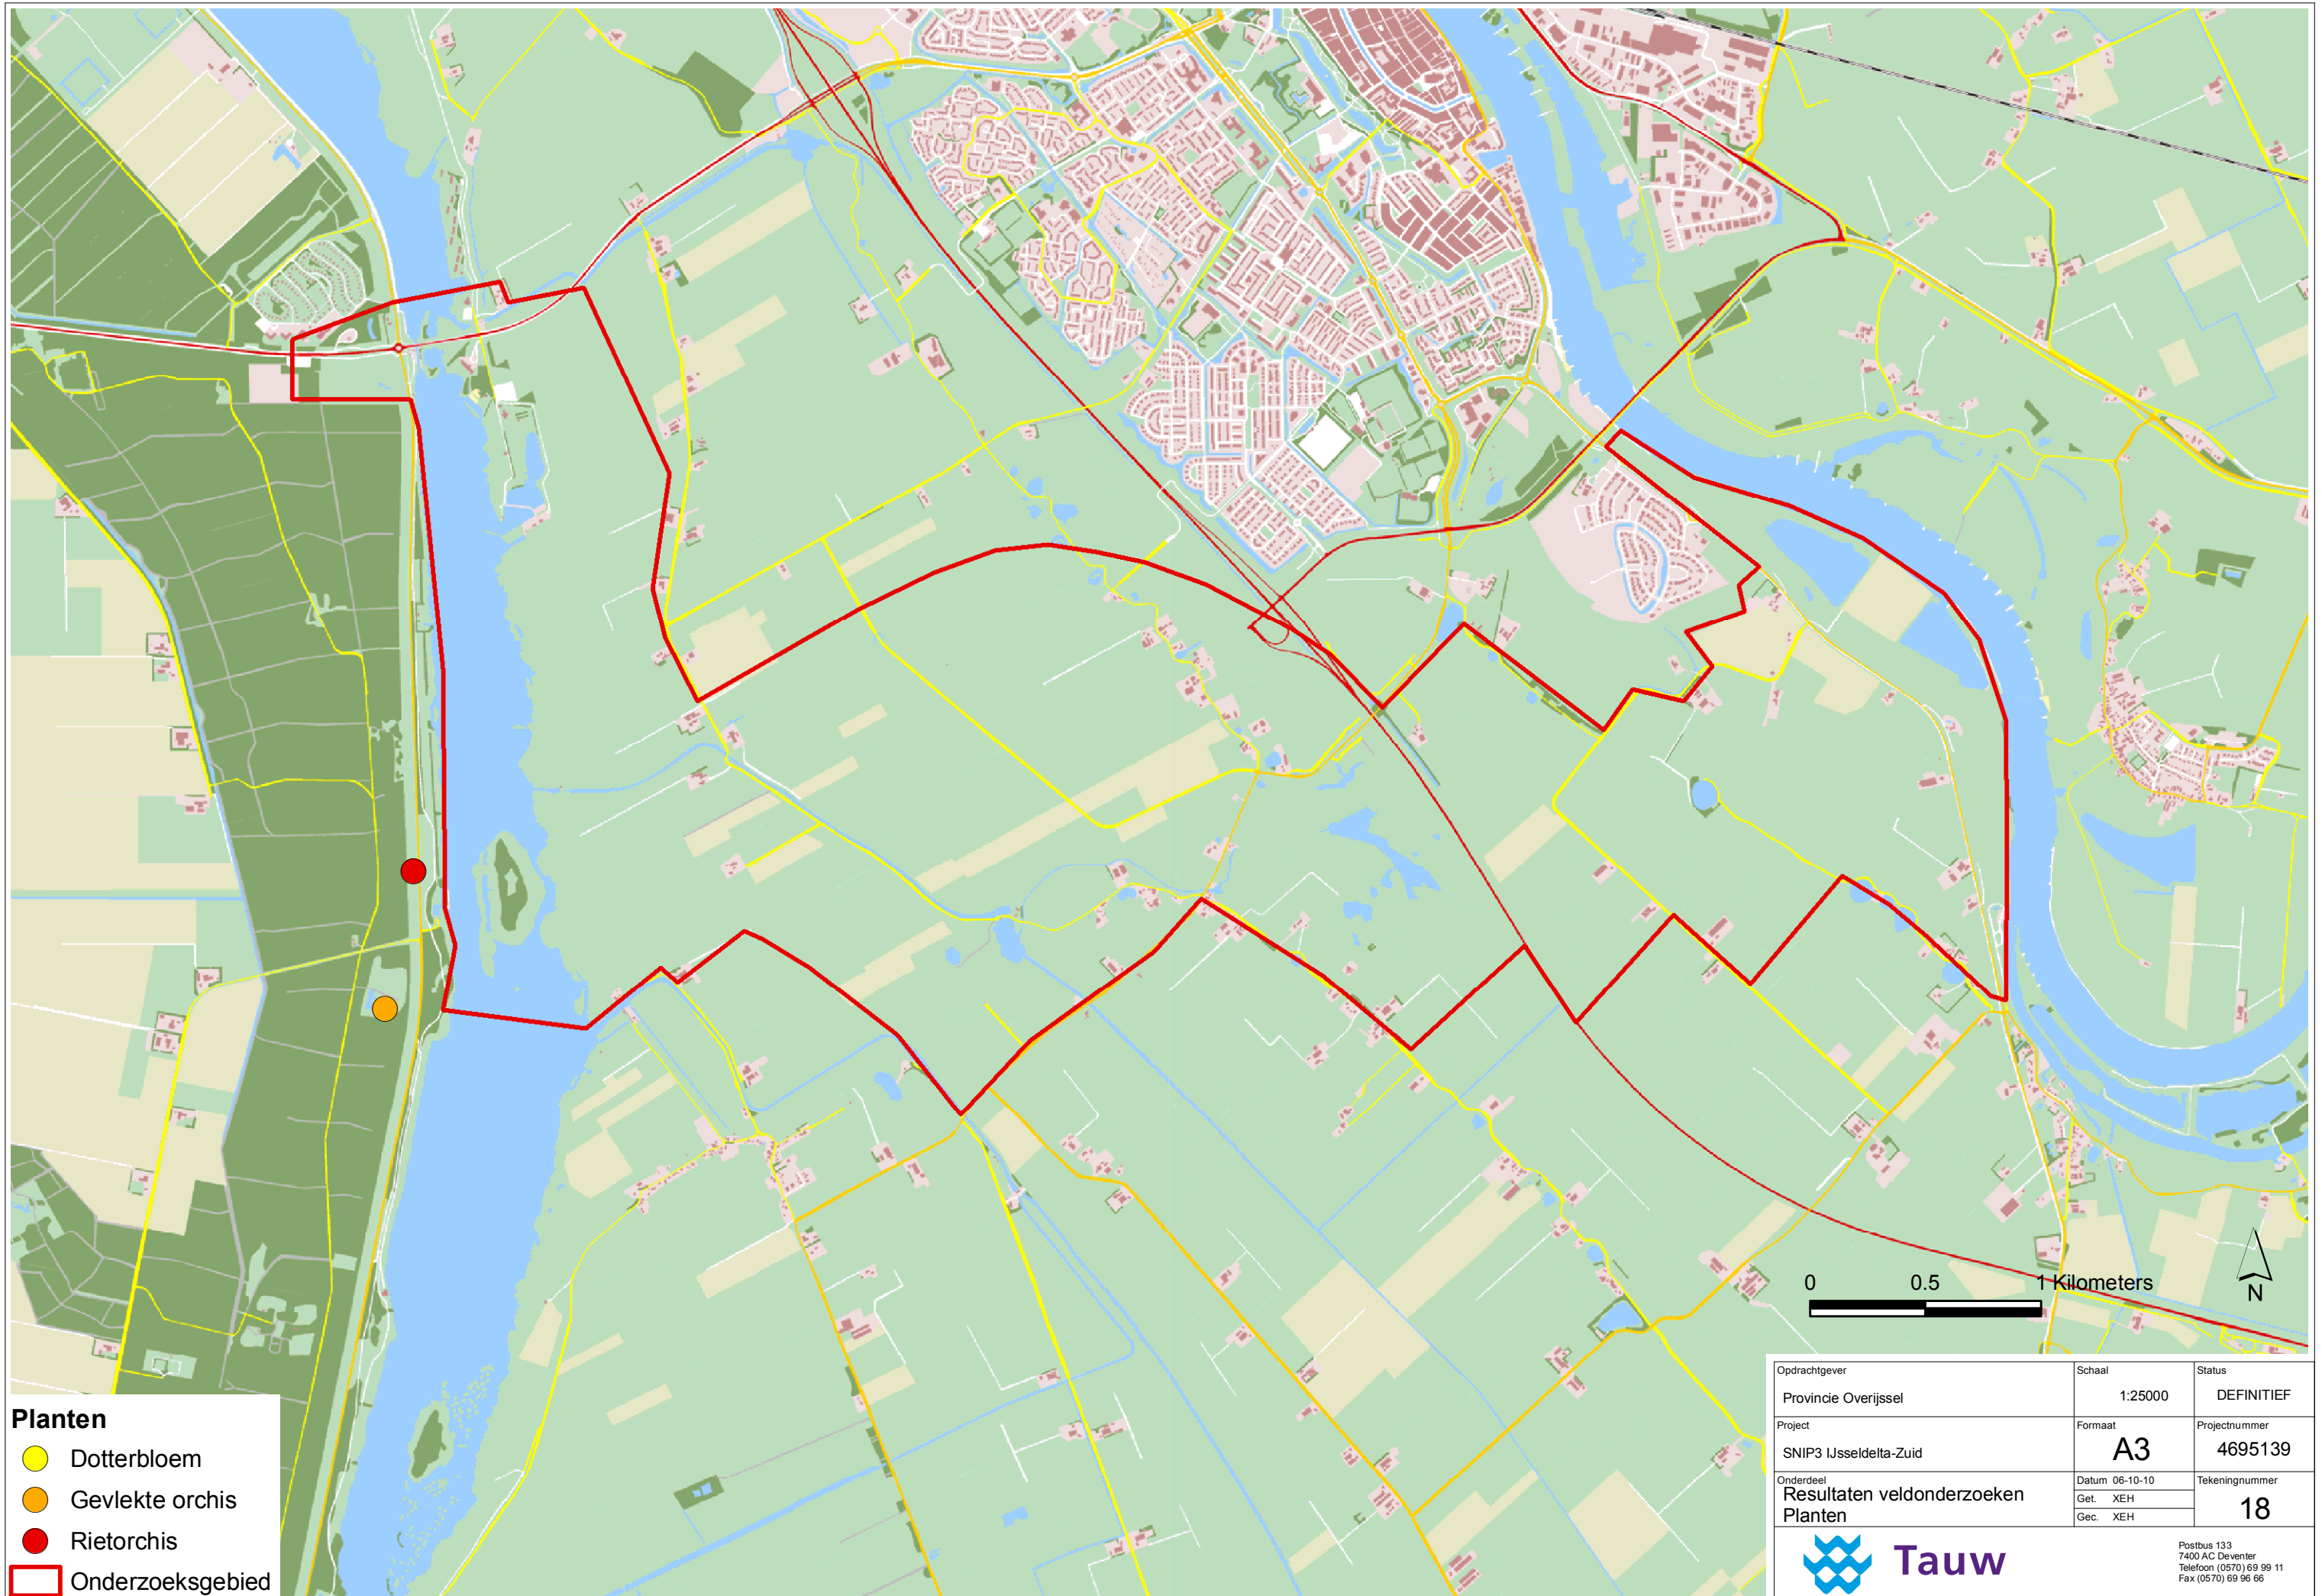 0 0.5 1 Kilometers
N
Planten
Dotterbloem
Gevlekte orchis
Rietorchis
Onderzoeksgebied
Opdrachtgever
Provincie Overijssel
Schaal
1:25000
Status
DEFINITIEF
Project
SNIP3 IJsseldelta-Zuid
Formaat
A3
Projectnummer
4695139
Onderdeel
Resultaten veldonderzoeken
Planten
Datum 06-10-10
Get. XEH
Gec. XEH
Tekeningnummer
18
Tauw
Postbus 133
7400 AC Deventer
Telefoon (0570) 69 99 11
Fax (0570) 69 96 66